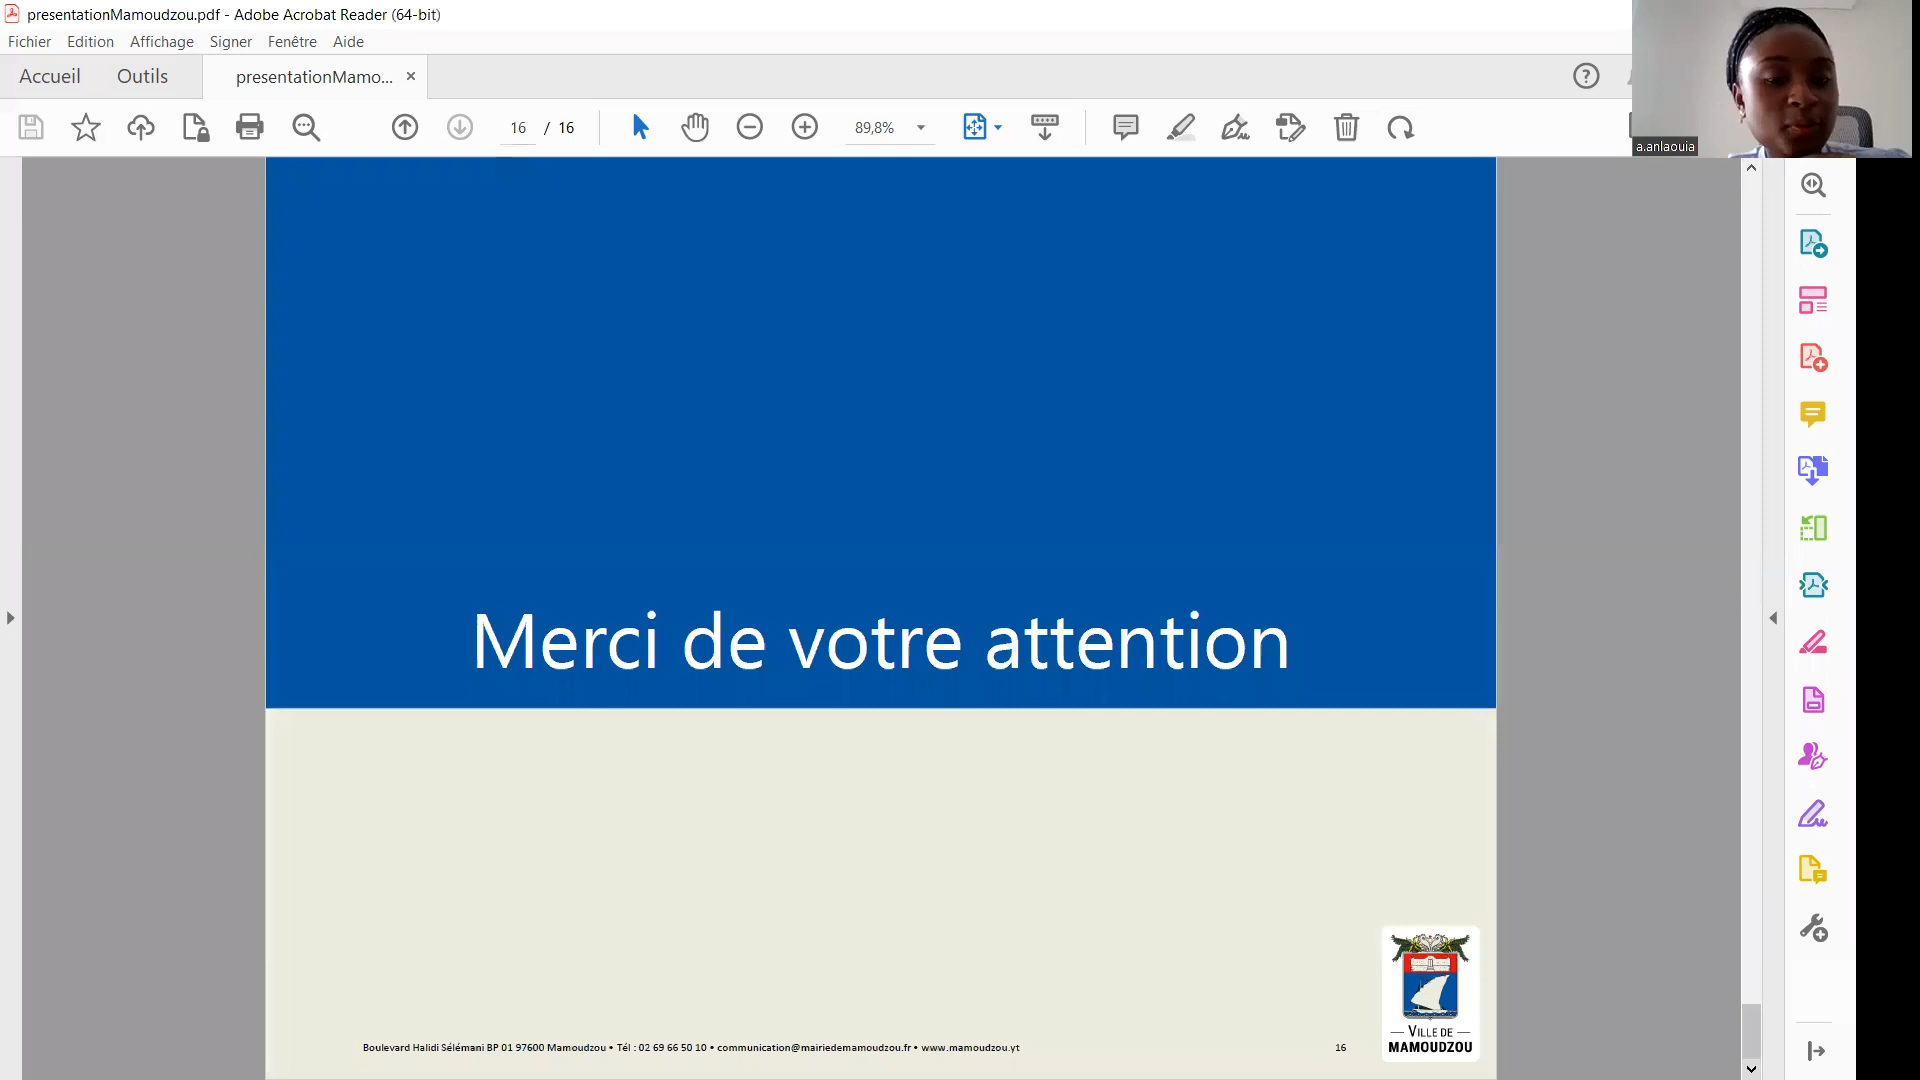 presentationMamoudzou.pdf - Adobe Acrobat Reader (64-bit)
Fichier Edition Affichage Signer Fenêtre Aide
Accueil Outils presentationMamo... ×
16 / 16 89,8%
a.anlaouia
Merci de votre attention
VILLE DE
MAMOUDZOU
Boulevard Halidi Sélémani BP 01 97600 Mamoudzou • Tél : 02 69 66 50 10 • communication@mairiedemamoudzou.fr • www.mamoudzou.yt 16